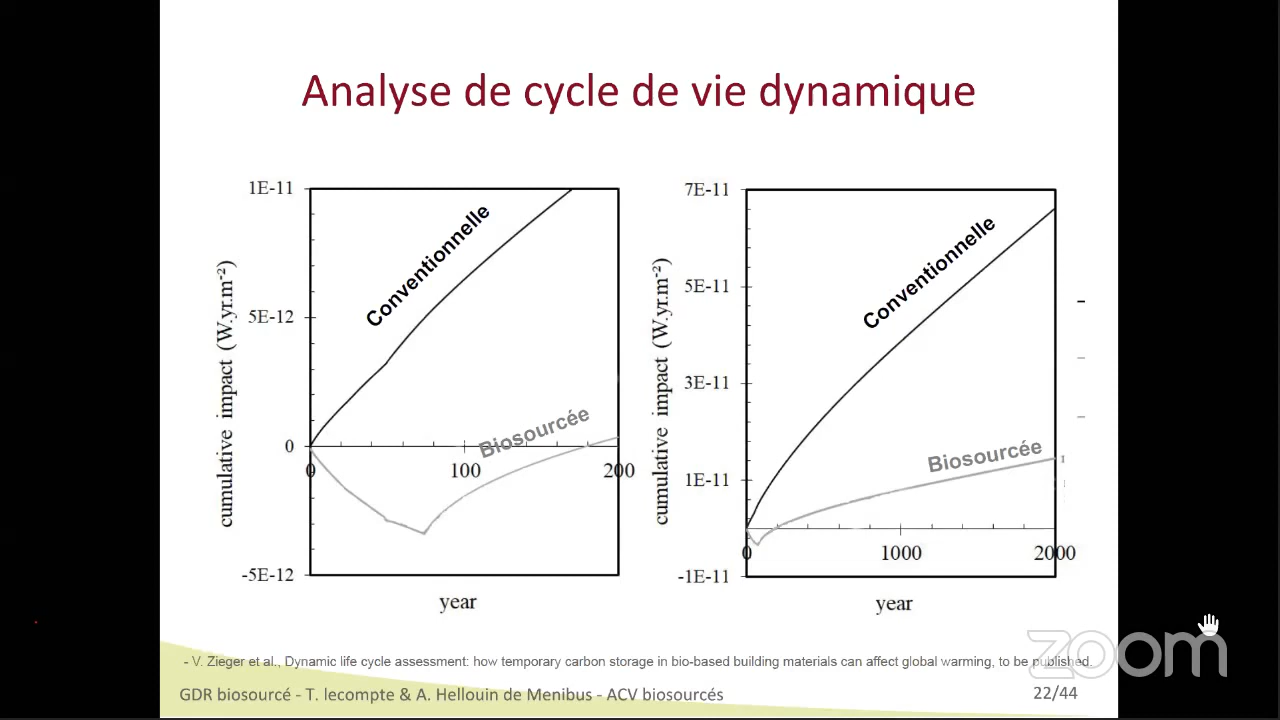 Analyse de cycle de vie dynamique
1E-11
5E-12
0
-5E-12
cumulative impact (W.yr.m-²)
Conventionnelle
Biosourcée
0
100
200
year
7E-11
5E-11
3E-11
1E-11
-1E-11
cumulative impact (W.yr.m-²)
Conventionnelle
Biosourcée
0
1000
2000
year
- V. Zieger et al., Dynamic life cycle assessment: how temporary carbon storage in bio-based building materials can affect global warming, to be published.
GDR biosourcé - T. lecompte & A. Hellouin de Menibus - ACV biosourcés
22/44
zoom